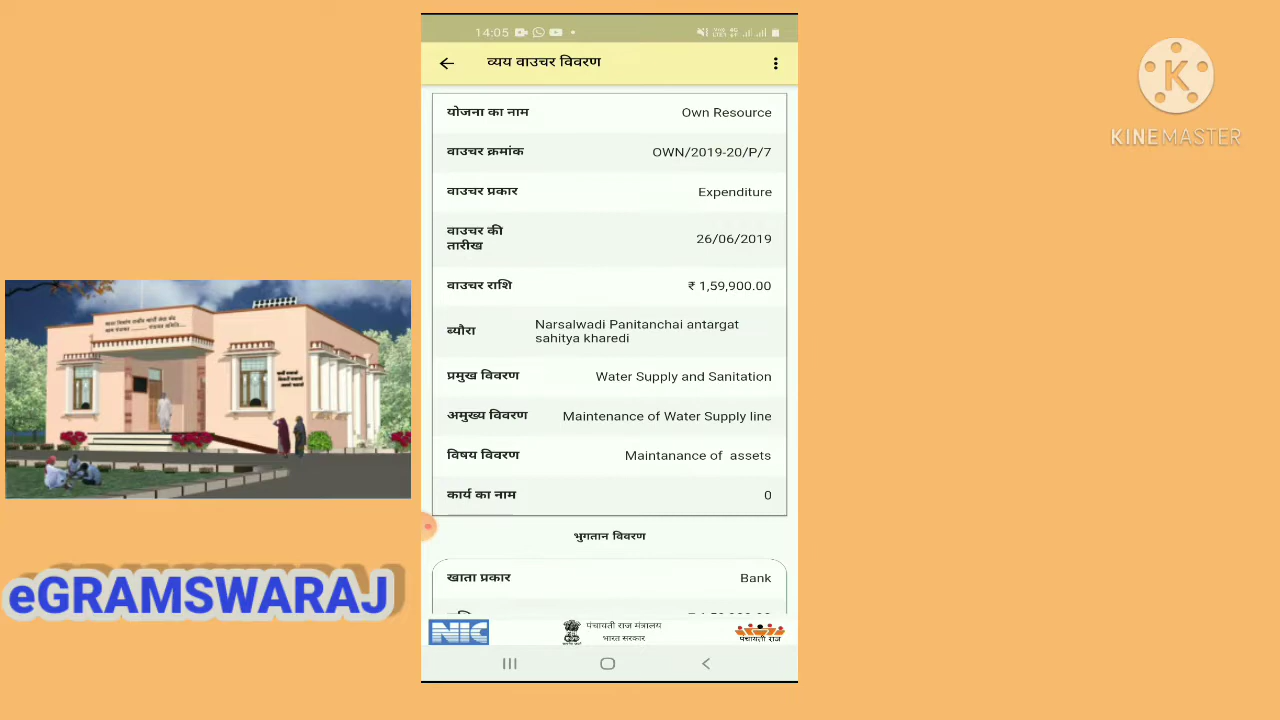 14:05
व्यय वाउचर विवरण
योजना का नाम Own Resource
वाउचर क्रमांक OWN/2019-20/P/7
वाउचर प्रकार Expenditure
वाउचर की
तारीख
26/06/2019
वाउचर राशि ₹ 1,59,900.00
ब्यौरा
Narsalwadi Panitanchai antargat
sahitya kharedi
प्रमुख विवरण Water Supply and Sanitation
अमुख्य विवरण Maintenance of Water Supply line
विषय विवरण Maintanance of assets
कार्य का नाम 0
भुगतान विवरण
खाता प्रकार Bank
NIC
पंचायती राज मंत्रालय
भारत सरकार
पंचायती राज
eGRAMSWARAJ
K
KINEMASTER